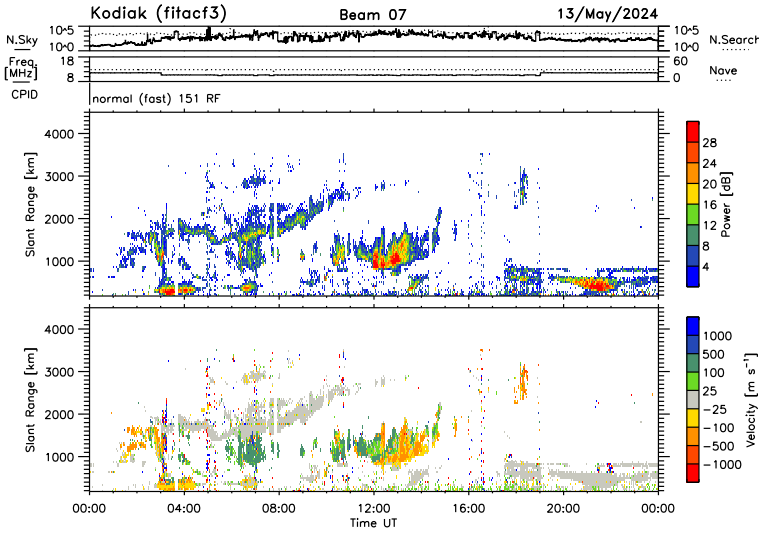 Kodiak (fitacf3) Beam 07 13/May/2024
N.Sky 10^5 10^0 10^5 10^0 N.Search
Freq. [MHz] 18 8 60 0 Nave
CPID normal (fast) 151 RF
Slant Range [km] 4000 3000 2000 1000
Power [dB] 28 24 20 16 12 8 4
Slant Range [km] 4000 3000 2000 1000
Velocity [m s⁻¹] 1000 500 100 25 −25 −100 −500 −1000
00:00 04:00 08:00 12:00 16:00 20:00 00:00
Time UT